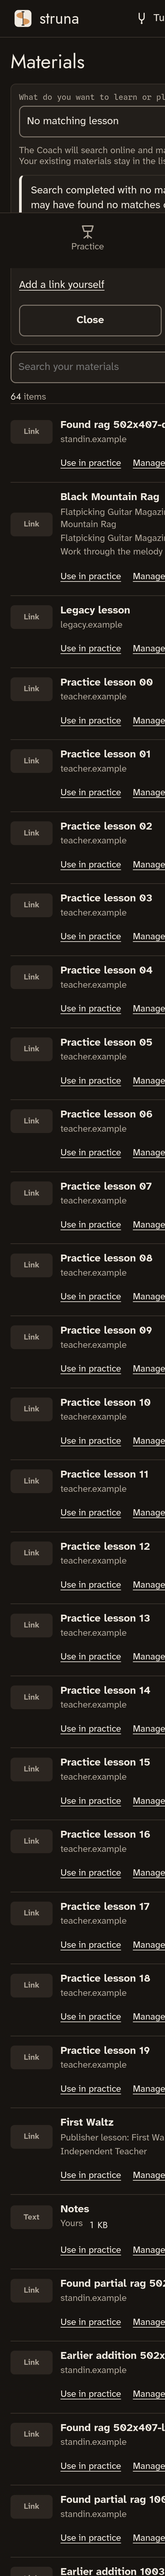 struna
Tu
Materials
What do you want to learn or pl
No matching lesson
The Coach will search online and ma
Your existing materials stay in the lis
Search completed with no ma
may have found no matches o
Practice
Add a link yourself
Close
Search your materials
64 items
Link
Found rag 502x407-d
standin.example
Use in practice Manage
Link
Black Mountain Rag
Flatpicking Guitar Magazin
Mountain Rag
Flatpicking Guitar Magazin
Work through the melody
Use in practice Manage
Link
Legacy lesson
legacy.example
Use in practice Manage
Link
Practice lesson 00
teacher.example
Use in practice Manage
Link
Practice lesson 01
teacher.example
Use in practice Manage
Link
Practice lesson 02
teacher.example
Use in practice Manage
Link
Practice lesson 03
teacher.example
Use in practice Manage
Link
Practice lesson 04
teacher.example
Use in practice Manage
Link
Practice lesson 05
teacher.example
Use in practice Manage
Link
Practice lesson 06
teacher.example
Use in practice Manage
Link
Practice lesson 07
teacher.example
Use in practice Manage
Link
Practice lesson 08
teacher.example
Use in practice Manage
Link
Practice lesson 09
teacher.example
Use in practice Manage
Link
Practice lesson 10
teacher.example
Use in practice Manage
Link
Practice lesson 11
teacher.example
Use in practice Manage
Link
Practice lesson 12
teacher.example
Use in practice Manage
Link
Practice lesson 13
teacher.example
Use in practice Manage
Link
Practice lesson 14
teacher.example
Use in practice Manage
Link
Practice lesson 15
teacher.example
Use in practice Manage
Link
Practice lesson 16
teacher.example
Use in practice Manage
Link
Practice lesson 17
teacher.example
Use in practice Manage
Link
Practice lesson 18
teacher.example
Use in practice Manage
Link
Practice lesson 19
teacher.example
Use in practice Manage
Link
First Waltz
Publisher lesson: First Wa
Independent Teacher
Use in practice Manage
Text
Notes
Yours 1 KB
Use in practice Manage
Link
Found partial rag 502
standin.example
Use in practice Manage
Link
Earlier addition 502x
standin.example
Use in practice Manage
Link
Found rag 502x407-l
standin.example
Use in practice Manage
Link
Found partial rag 100
standin.example
Use in practice Manage
Link
Earlier addition 1003